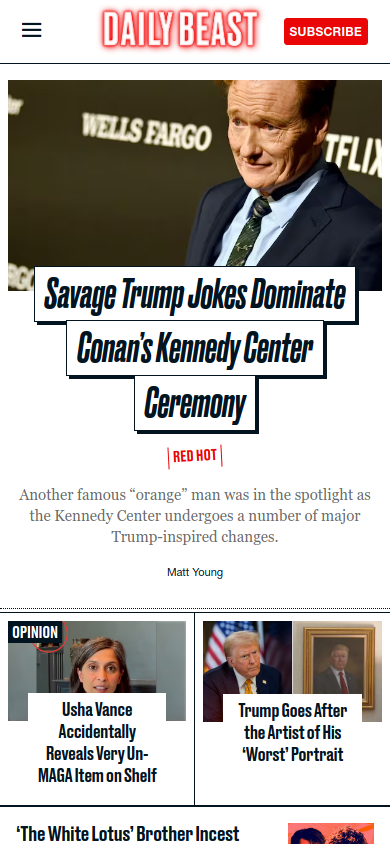 DAILY BEAST
SUBSCRIBE
WELLS FARGO
Savage Trump Jokes Dominate
Conan's Kennedy Center
Ceremony
RED HOT
Another famous “orange” man was in the spotlight as
the Kennedy Center undergoes a number of major
Trump-inspired changes.
Matt Young
OPINION
Usha Vance
Accidentally
Reveals Very Un-
MAGA Item on Shelf
Trump Goes After
the Artist of His
‘Worst’ Portrait
‘The White Lotus’ Brother Incest